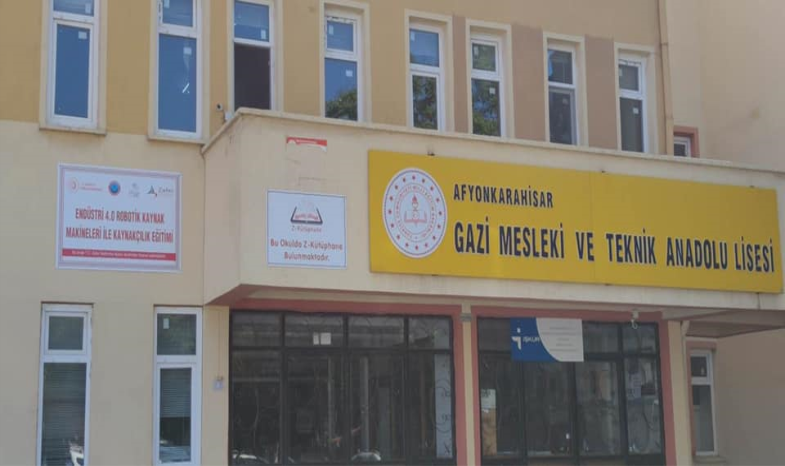 ENDÜSTRİ 4.0 ROBOTİK KAYNAK
MAKİNELERİ İLE KAYNAKÇILIK EĞİTİMİ
Z-Kütüphane
Bu Okulda Z-Kütüphane
Bulunmaktadır.
AFYONKARAHİSAR
GAZİ MESLEKİ VE TEKNİK ANADOLU LİSESİ
İŞKUR